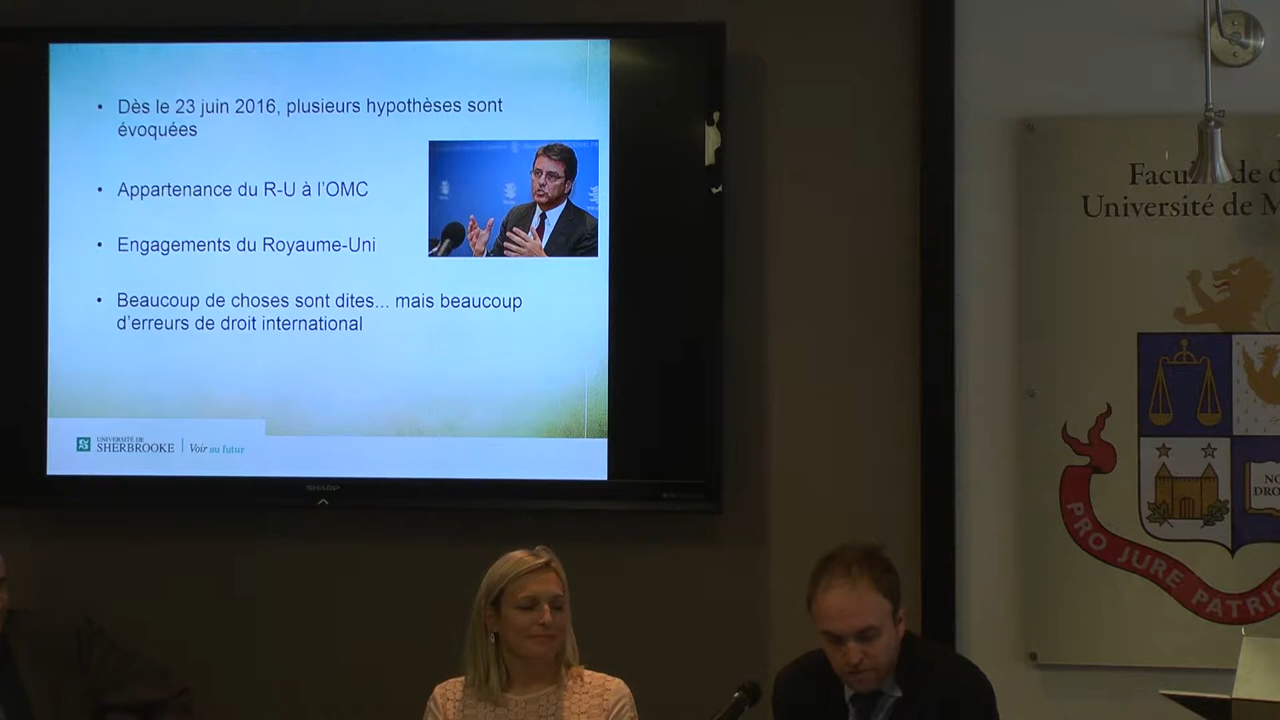 • Dès le 23 juin 2016, plusieurs hypothèses sont
évoquées
• Appartenance du R-U à l'OMC
• Engagements du Royaume-Uni
• Beaucoup de choses sont dites... mais beaucoup
d'erreurs de droit international
UNIVERSITÉ DE
SHERBROOKE
Voir au futur
SHARP
Université de M
PRO JURE PATRI